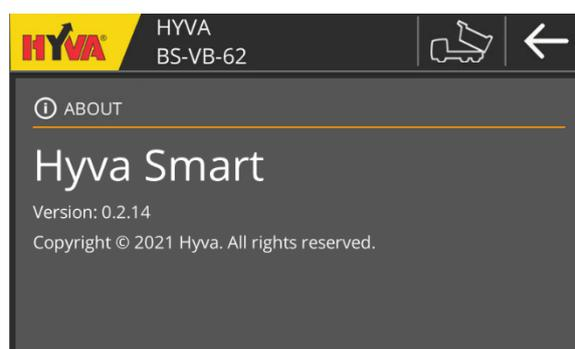 HYVA®
HYVA
BS-VB-62
ABOUT
Hyva Smart
Version: 0.2.14
Copyright © 2021 Hyva. All rights reserved.